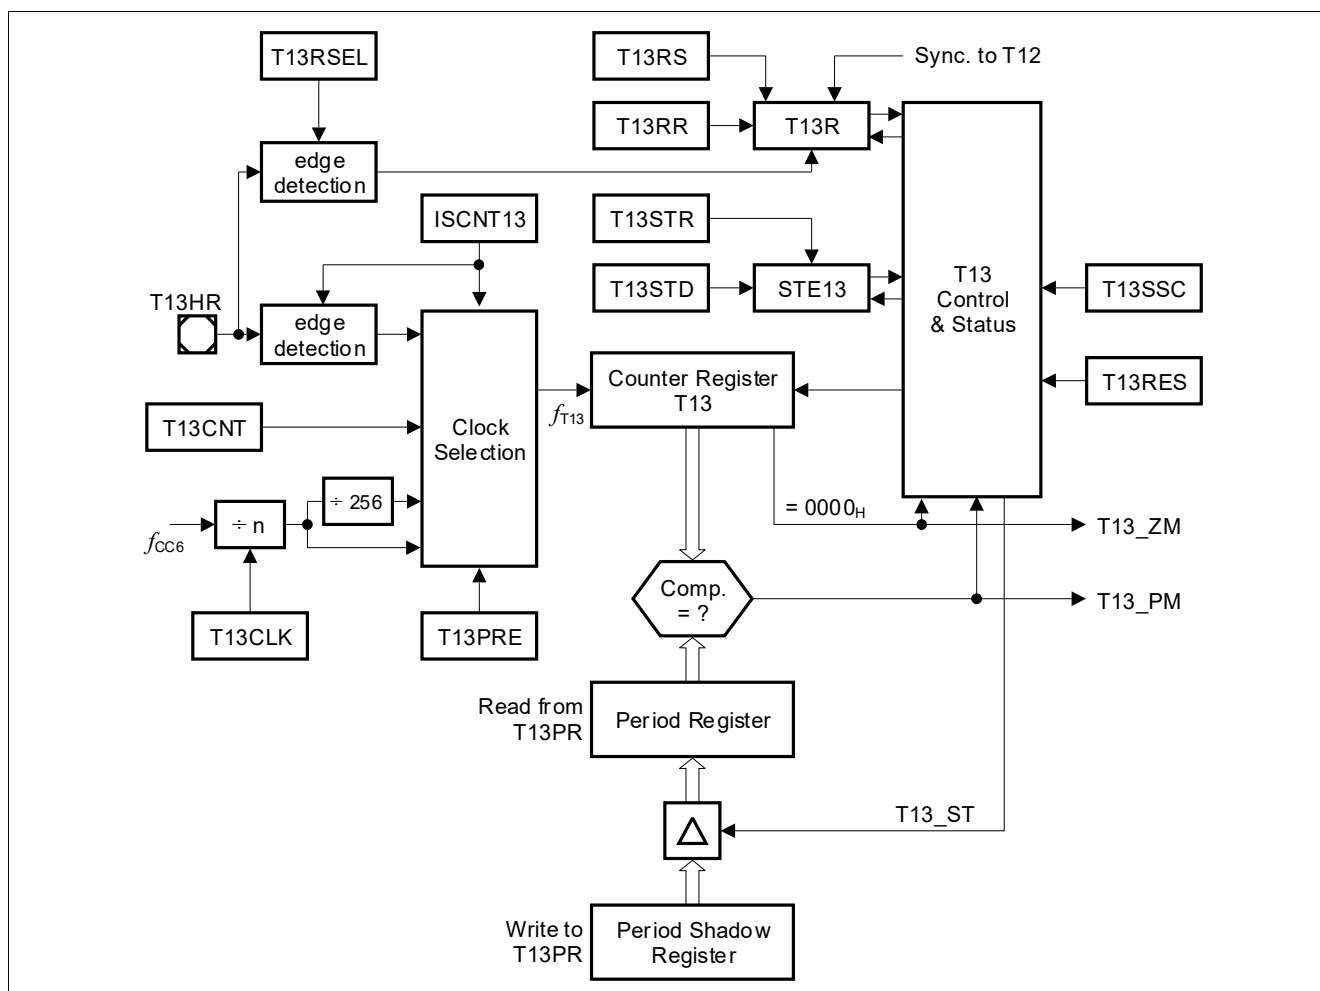 T13RSEL
T13RS
Sync. to T12
T13RR
T13R
edge
detection
ISCNT13
T13STR
T13STD
STE13
T13
Control
& Status
T13SSC
T13HR
edge
detection
Counter Register
T13
T13RES
fT13
T13CNT
Clock
Selection
÷ 256
÷ n
fCC6
= 0000H
T13_ZM
Comp.
= ?
T13_PM
T13CLK
T13PRE
Read from
T13PR
Period Register
T13_ST
Write to
T13PR
Period Shadow
Register